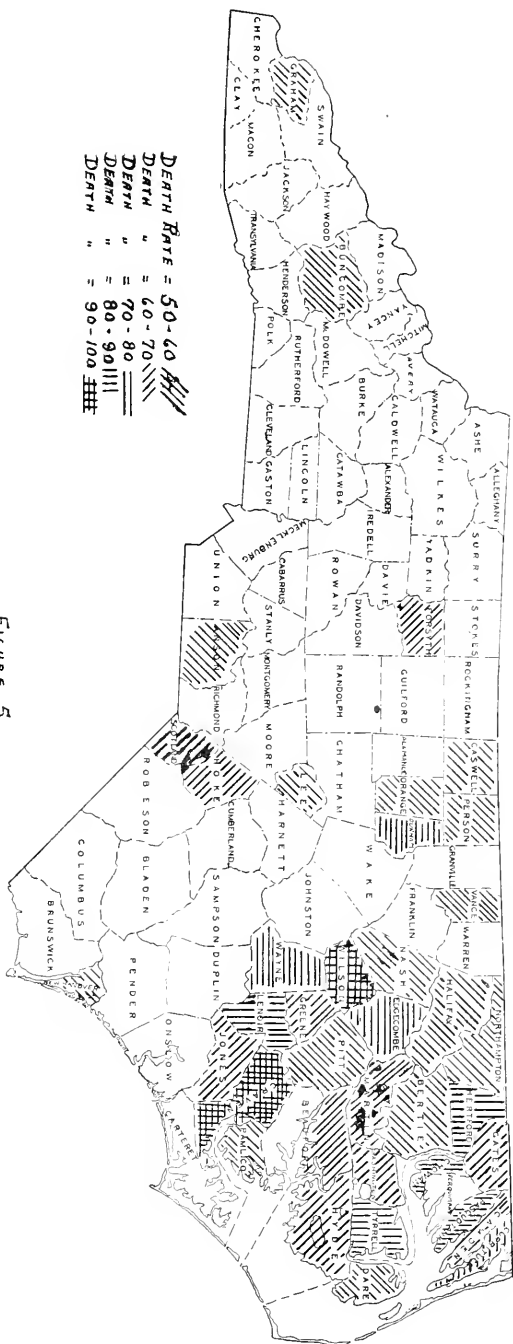 CHEROKEE
GRAHAM
CLAY
SWAIN
MACON
JACKSON
HAYWOOD
TRANSYLVANIA
MADISON
BUNCOMBE
HENDERSON
YANCEY
MITCHELL
McDOWELL
POLK
RUTHERFORD
AVERY
BURKE
CLEVELAND
WATAUGA
CALDWELL
LINCOLN
GASTON
ASHE
WILKES
ALEXANDER
CATAWBA
ALLEGHANY
SURRY
YADKIN
IREDELL
DAVIE
ROWAN
MECKLENBURG
CABARRUS
UNION
STOKES
FORSYTH
DAVIDSON
STANLY
ANSON
ROCKINGHAM
GUILFORD
RANDOLPH
MONTGOMERY
RICHMOND
CASWELL
ALAMANCE
ORANGE
CHATHAM
MOORE
LEE
HOKE
SCOTLAND
ROBESON
PERSON
GRANVILLE
WAKE
HARNETT
CUMBERLAND
BLADEN
COLUMBUS
BRUNSWICK
VANCE
WARREN
FRANKLIN
JOHNSTON
SAMPSON
DUPLIN
PENDER
NASH
WILSON
WAYNE
HALIFAX
NORTHAMPTON
EDGECOMBE
GREENE
LENOIR
JONES
ONSLOW
PITT
BERTIE
HERTFORD
GATES
PAMLICO
TYRRELL
HYDE
DARE
DEATH RATE = 50-60
DEATH " = 60-70
DEATH " = 70-80
DEATH " = 80-90
DEATH " = 90-100
FIGURE 5